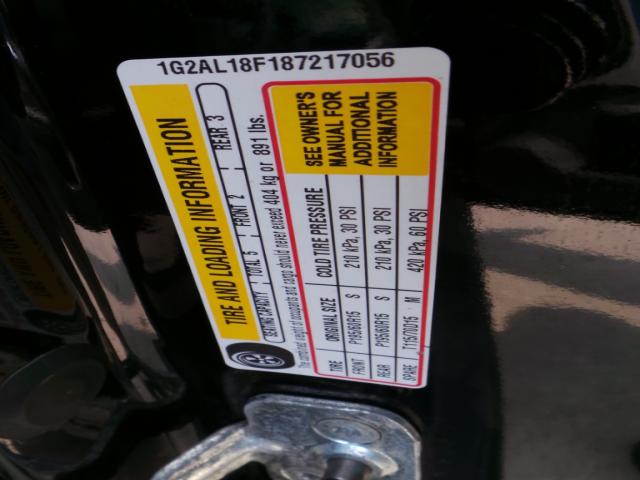 1G2AL18F187217056
TIRE AND LOADING INFORMATION
SEATING CAPACITY TOTAL 5 FRONT 2 REAR 3
The combined weight of occupants and cargo should never exceed 404 kg or 891 lbs.
TIRE ORIGINAL SIZE COLD TIRE PRESSURE
FRONT P195/60R15 S 210 kPa, 30 PSI
REAR P195/60R15 S 210 kPa, 30 PSI
SPARE T115/70D15 M 420 kPa, 60 PSI
SEE OWNER'S
MANUAL FOR
ADDITIONAL
INFORMATION